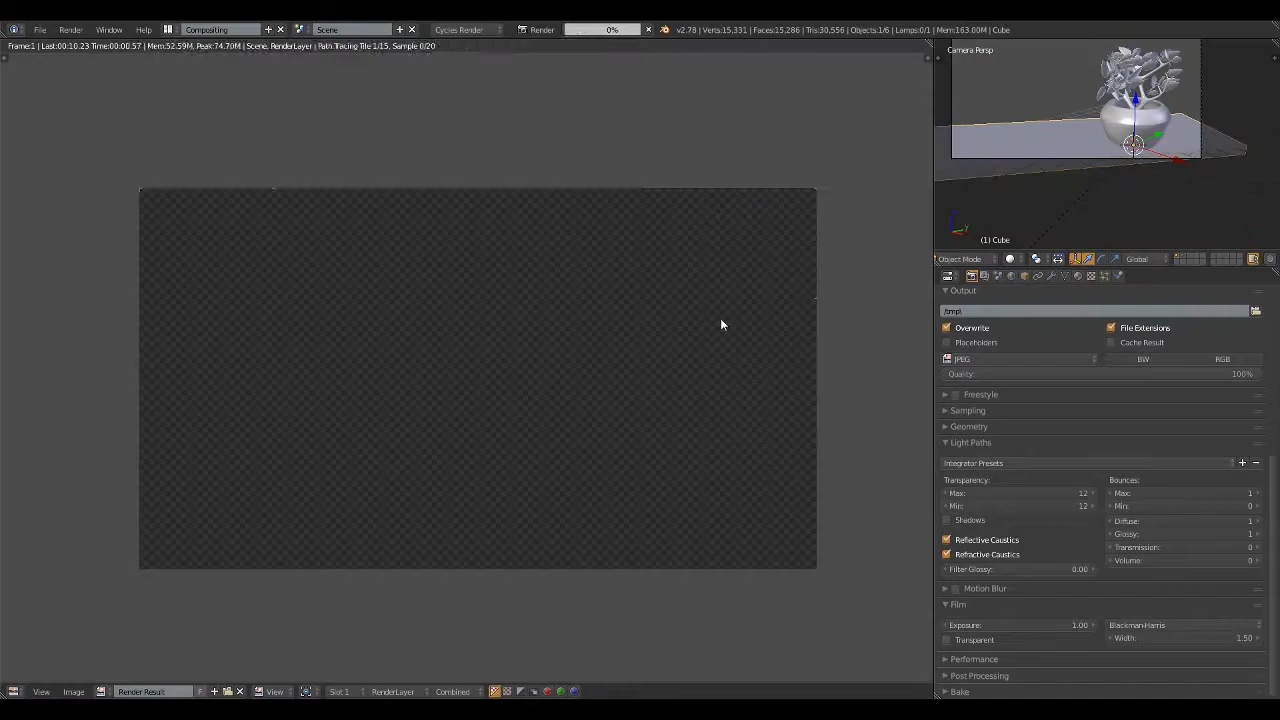 File Render Window Help Compositing Scene Cycles Render Render 0% v2.78 | Verts:15,331 | Faces:15,286 | Tris:30,556 | Objects:1/6 | Lamps:0/1 | Mem:163.00M | Cube
Frame:1 | Last:00:10.23 Time:00:00.57 | Mem:52.59M, Peak:74.70M | Scene, RenderLayer | Path Tracing Tile 1/15, Sample 0/20
Camera Persp
(1) Cube
Object Mode Global
Output
/tmp\
Overwrite File Extensions
Placeholders Cache Result
JPEG BW RGB
Quality: 100%
Freestyle
Sampling
Geometry
Light Paths
Integrator Presets
Transparency: Bounces:
Max: 12 Max: 1
Min: 12 Min: 0
Shadows Diffuse: 1
Glossy: 1
Reflective Caustics
Transmission: 0
Refractive Caustics
Volume: 0
Filter Glossy: 0.00
Motion Blur
Film
Exposure: 1.00 Blackman-Harris
Transparent Width: 1.50
Performance
Post Processing
Bake
View Image Render Result F View Slot 1 RenderLayer Combined